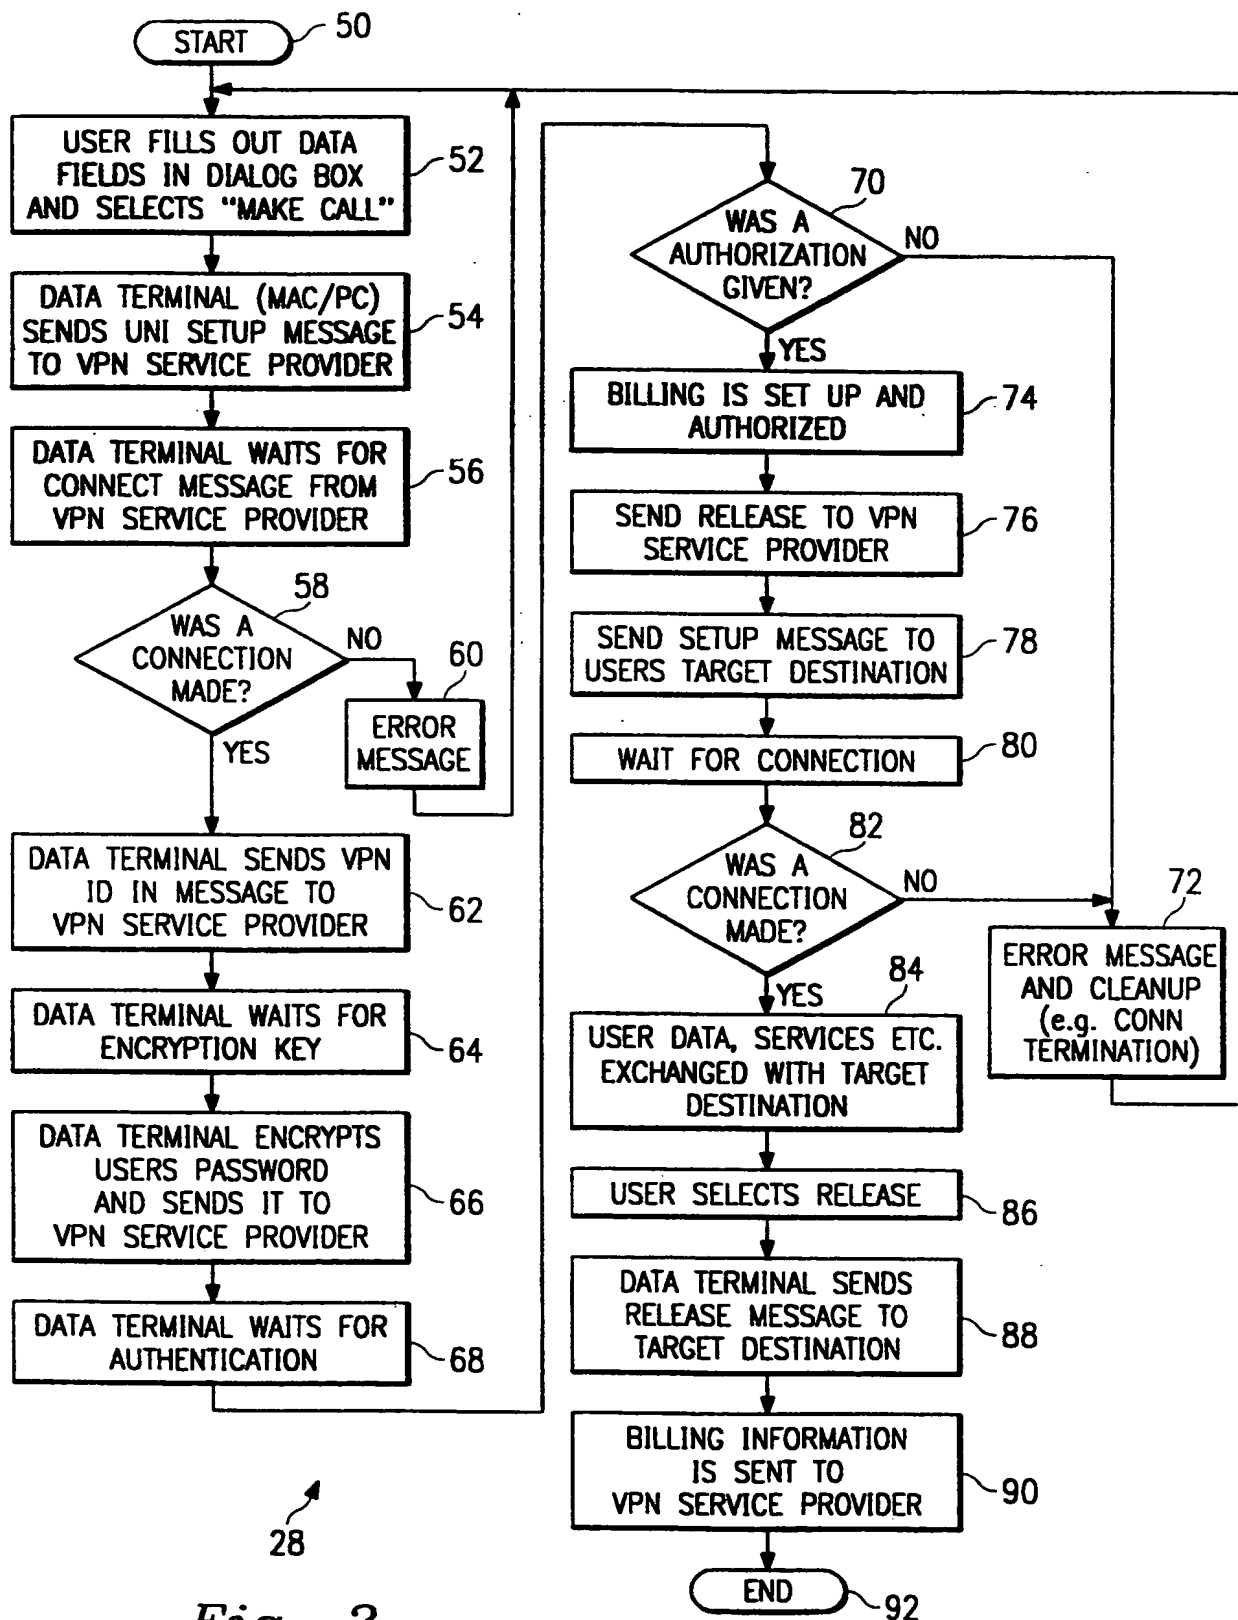 START
50
USER FILLS OUT DATA
FIELDS IN DIALOG BOX
AND SELECTS "MAKE CALL"
52
DATA TERMINAL (MAC/PC)
SENDS UNI SETUP MESSAGE
TO VPN SERVICE PROVIDER
54
DATA TERMINAL WAITS FOR
CONNECT MESSAGE FROM
VPN SERVICE PROVIDER
56
WAS A
CONNECTION
MADE?
58
NO
YES
60
ERROR
MESSAGE
DATA TERMINAL SENDS VPN
ID IN MESSAGE TO
VPN SERVICE PROVIDER
62
DATA TERMINAL WAITS FOR
ENCRYPTION KEY
64
DATA TERMINAL ENCRYPTS
USERS PASSWORD
AND SENDS IT TO
VPN SERVICE PROVIDER
66
DATA TERMINAL WAITS FOR
AUTHENTICATION
68
WAS A
AUTHORIZATION
GIVEN?
70
NO
YES
BILLING IS SET UP AND
AUTHORIZED
74
SEND RELEASE TO VPN
SERVICE PROVIDER
76
SEND SETUP MESSAGE TO
USERS TARGET DESTINATION
78
WAIT FOR CONNECTION
80
WAS A
CONNECTION
MADE?
82
NO
YES
72
ERROR MESSAGE
AND CLEANUP
(e.g. CONN
TERMINATION)
84
USER DATA, SERVICES ETC.
EXCHANGED WITH TARGET
DESTINATION
USER SELECTS RELEASE
86
DATA TERMINAL SENDS
RELEASE MESSAGE TO
TARGET DESTINATION
88
BILLING INFORMATION
IS SENT TO
VPN SERVICE PROVIDER
90
END
92
28